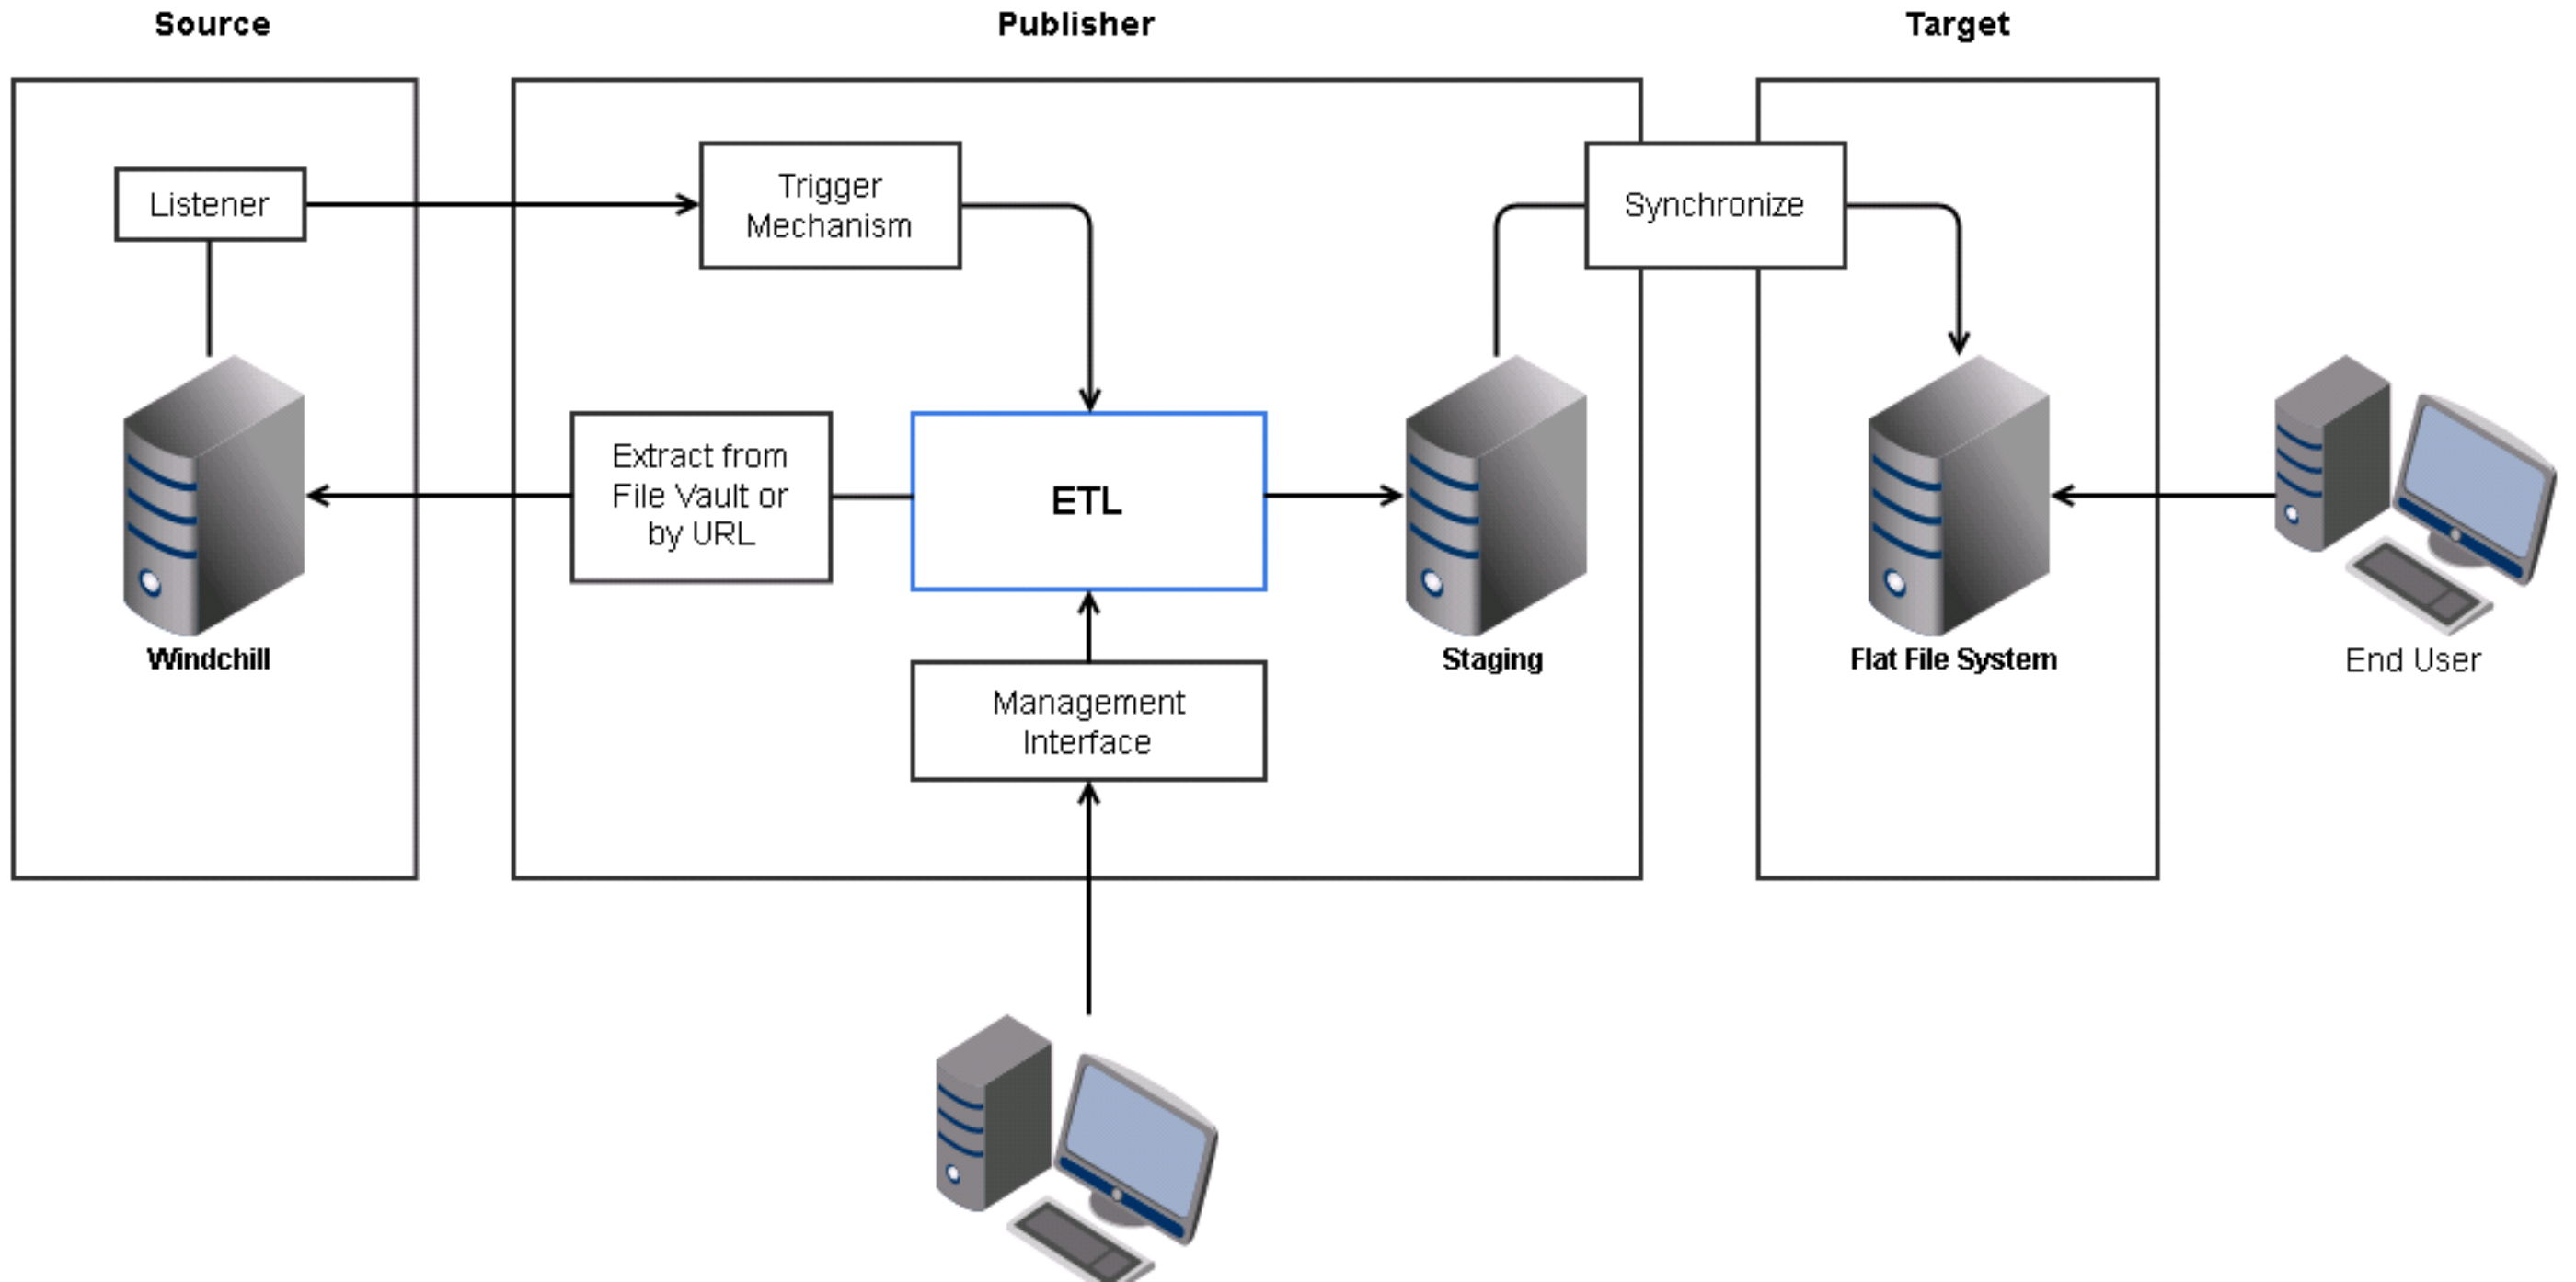 Source
Publisher
Target
Listener
Trigger
Mechanism
Synchronize
Extract from
File Vault or
by URL
ETL
Windchill
Staging
Flat File System
End User
Management
Interface